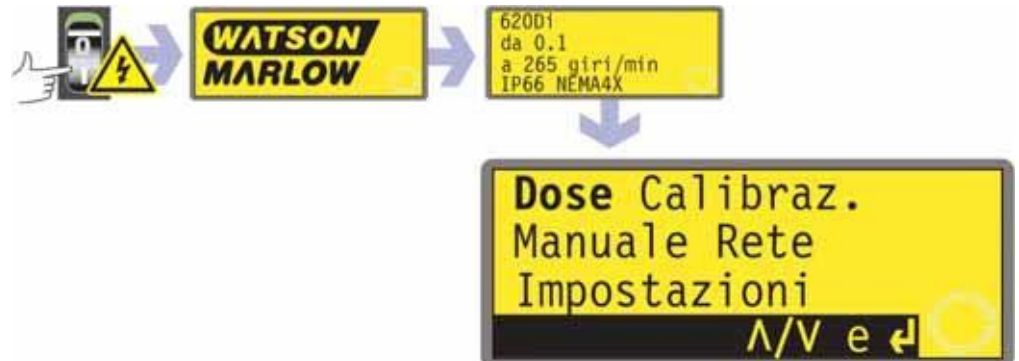 WATSON
MARLOW
620Di
da 0.1
a 265 giri/min
IP66 NEMA4X
Dose Calibraz.
Manuale Rete
Impostazioni
Λ/V e ↲